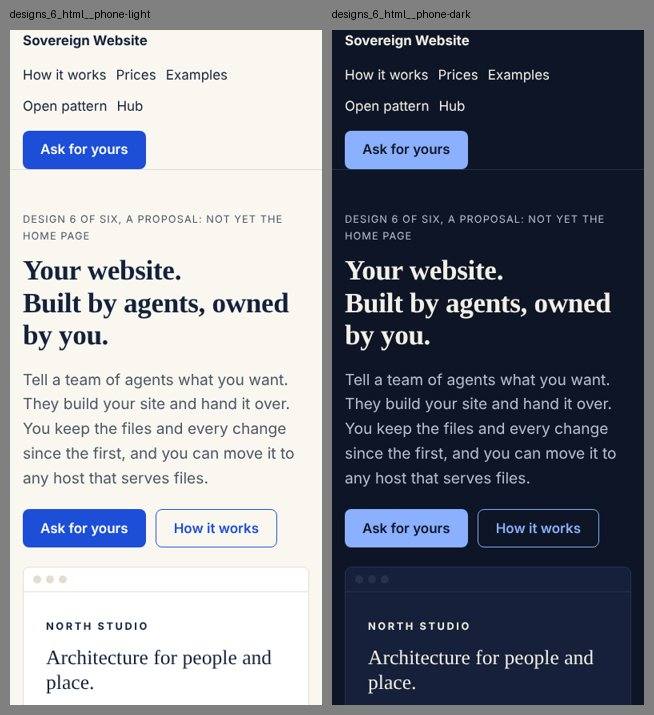 designs_6_html__phone-light
Sovereign Website
How it works Prices Examples
Open pattern Hub
Ask for yours
DESIGN 6 OF SIX, A PROPOSAL: NOT YET THE
HOME PAGE
Your website.
Built by agents, owned
by you.
Tell a team of agents what you want.
They build your site and hand it over.
You keep the files and every change
since the first, and you can move it to
any host that serves files.
Ask for yours How it works
NORTH STUDIO
Architecture for people and
place.
designs_6_html__phone-dark
Sovereign Website
How it works Prices Examples
Open pattern Hub
Ask for yours
DESIGN 6 OF SIX, A PROPOSAL: NOT YET THE
HOME PAGE
Your website.
Built by agents, owned
by you.
Tell a team of agents what you want.
They build your site and hand it over.
You keep the files and every change
since the first, and you can move it to
any host that serves files.
Ask for yours How it works
NORTH STUDIO
Architecture for people and
place.